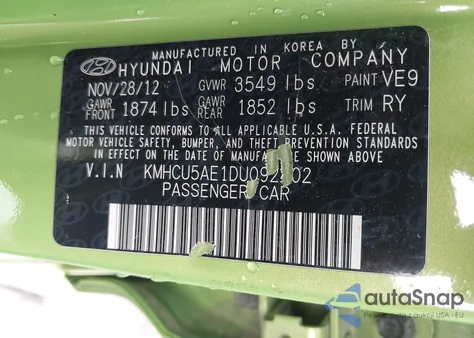 MANUFACTURED IN KOREA BY
HYUNDAI MOTOR COMPANY
NOV/28/12 GVWR 3549 lbs PAINT VE9
GAWR FRONT 1874 lbs GAWR REAR 1852 lbs TRIM RY
THIS VEHICLE CONFORMS TO ALL APPLICABLE U.S.A. FEDERAL
MOTOR VEHICLE SAFETY, BUMPER, AND THEFT PREVENTION
STANDARDS IN EFFECT ON THE DATE OF MANUFACTURE SHOWN ABOVE.
V.I.N
PASSENGER CAR
autoSnap